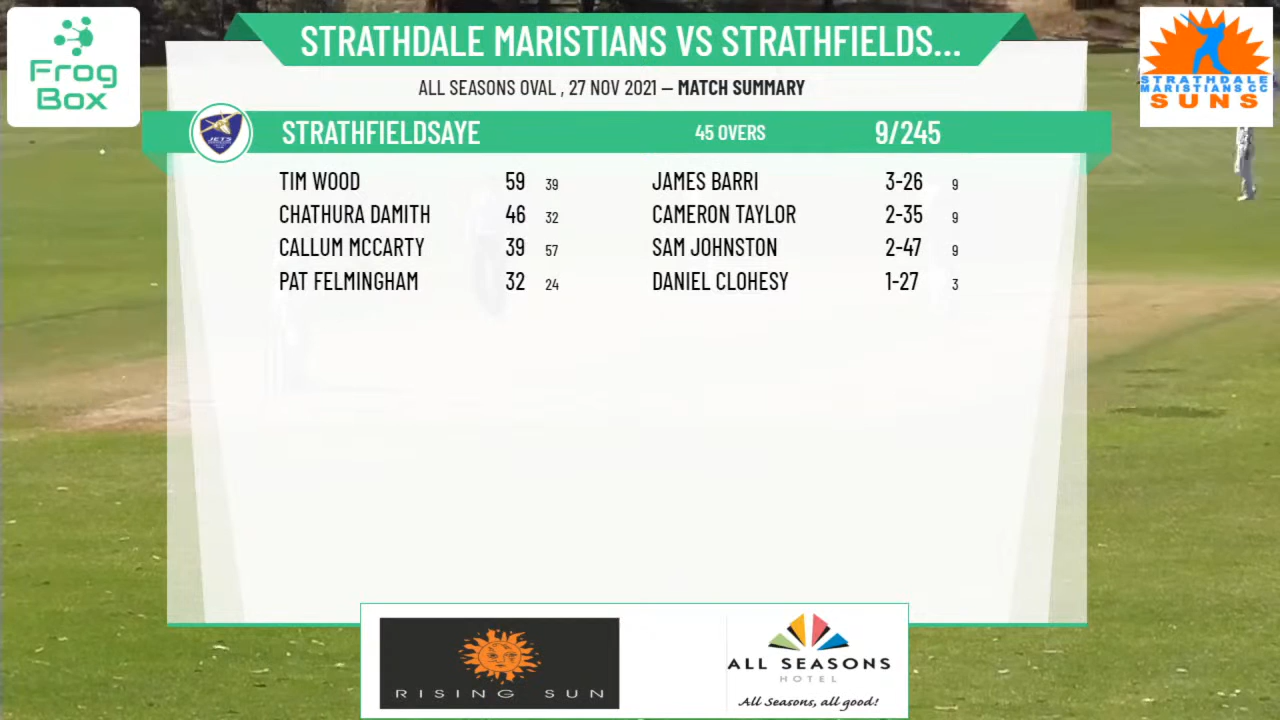 Frog
Box
STRATHDALE MARISTIANS VS STRATHFIELDS...
ALL SEASONS OVAL , 27 NOV 2021 – MATCH SUMMARY
STRATHDALE
MARISTIANS CC
SUNS
JETS
STRATHFIELDSAYE 45 OVERS 9/245
TIM WOOD 59 39 JAMES BARRI 3-26 9
CHATHURA DAMITH 46 32 CAMERON TAYLOR 2-35 9
CALLUM MCCARTY 39 57 SAM JOHNSTON 2-47 9
PAT FELMINGHAM 32 24 DANIEL CLOHESY 1-27 3
RISING SUN
ALL SEASONS
HOTEL
All Seasons, all good!